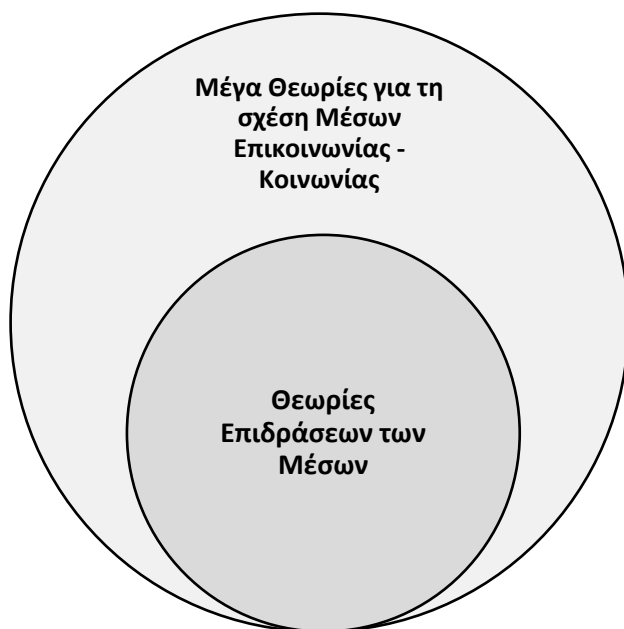 Μέγα Θεωρίες για τη
σχέση Μέσων
Επικοινωνίας -
Κοινωνίας
Θεωρίες
Επιδράσεων των
Μέσων